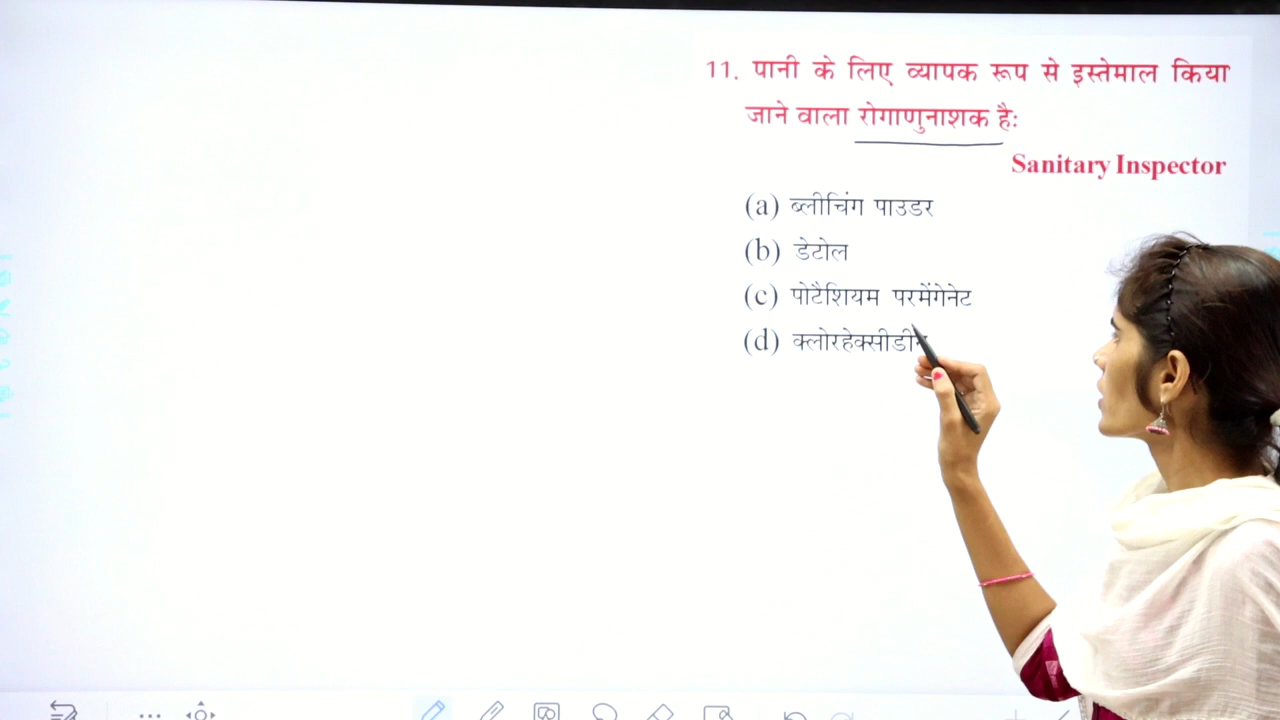 11. पानी के लिए व्यापक रूप से इस्तेमाल किया
जाने वाला रोगाणुनाशक है:
Sanitary Inspector
(a) ब्लीचिंग पाउडर
(b) डेटोल
(c) पोटैशियम परमेंगेनेट
(d) क्लोरहेक्सीडीन